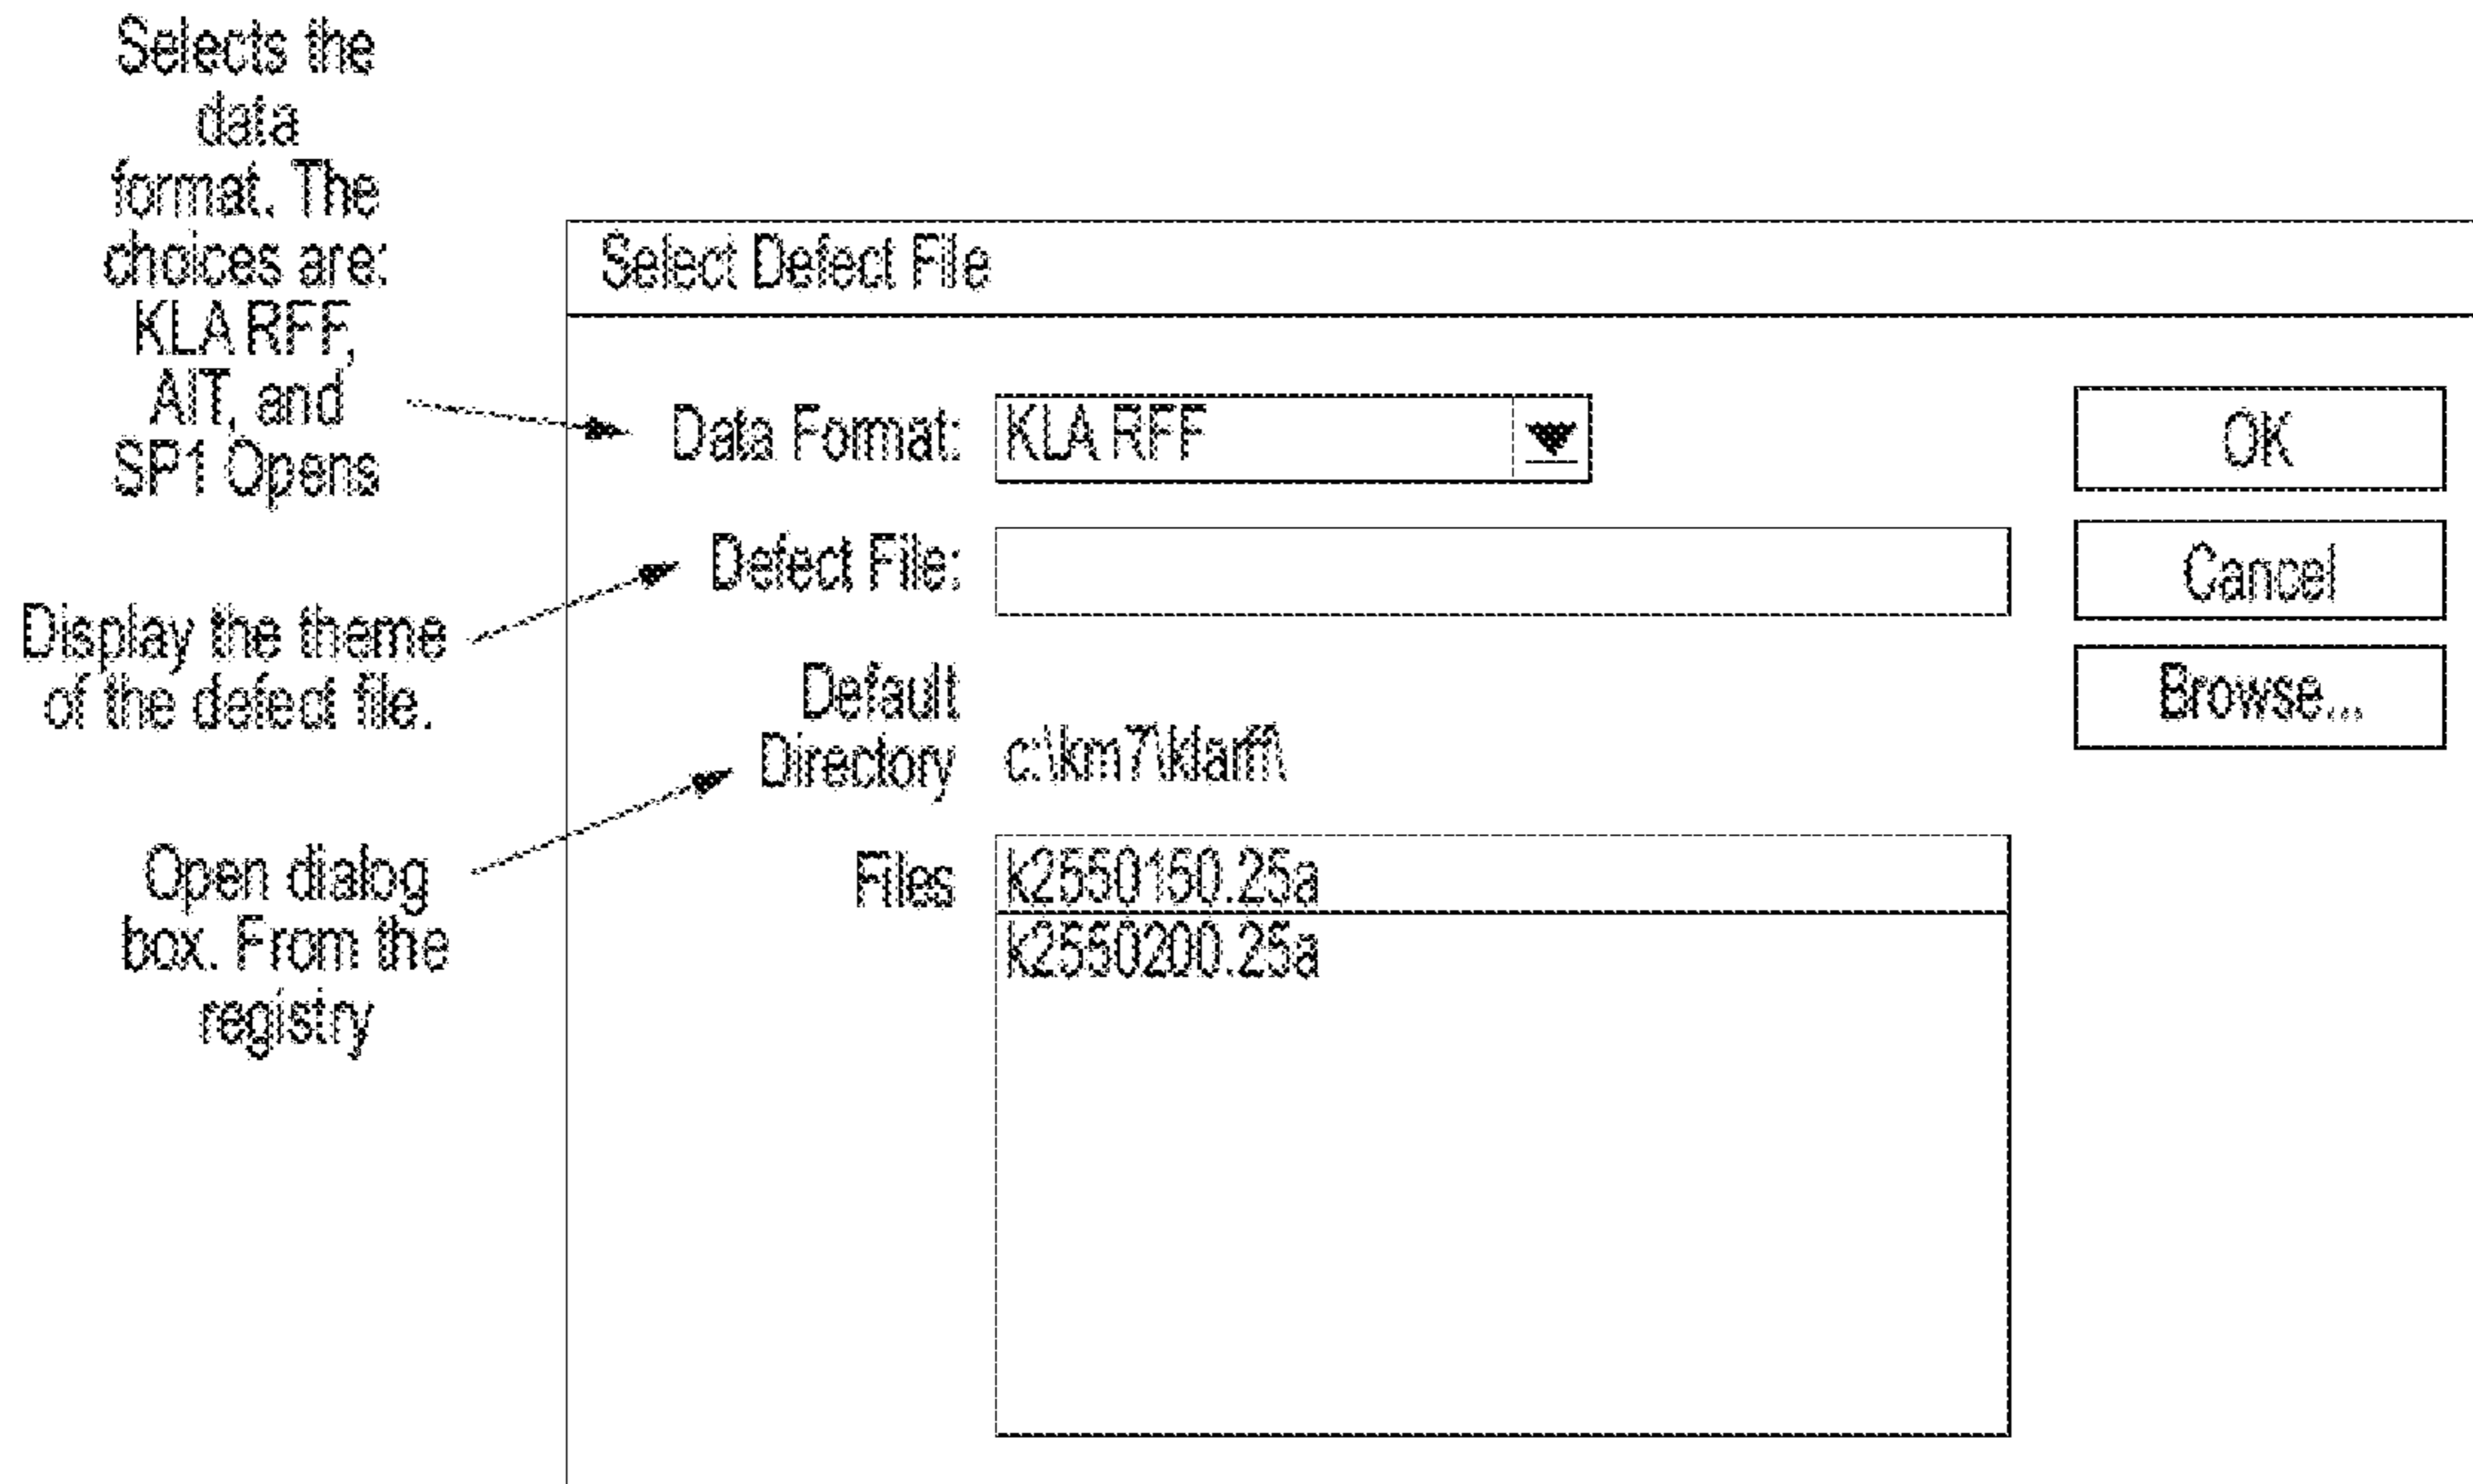 Selects the
data
format. The
choices are:
KLA RFF,
AIT, and
SP1 Opens
Display the theme
of the defect file.
Open dialog
box. From the
registry
Select Defect File
Data Format: KLA RFF
Defect File:
Default
Directory c:\km7\klarff\
Files k2550150.25a
k2550200.25a
OK
Cancel
Browse...